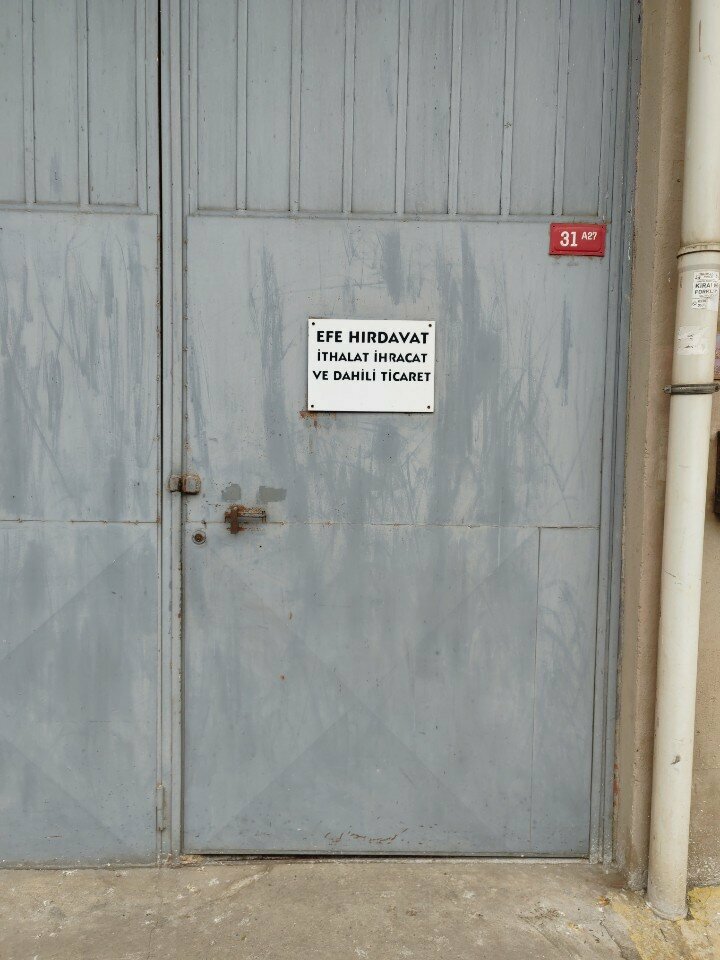 31 A27
EFE HIRDAVAT
İTHALAT İHRACAT
VE DAHİLİ TİCARET